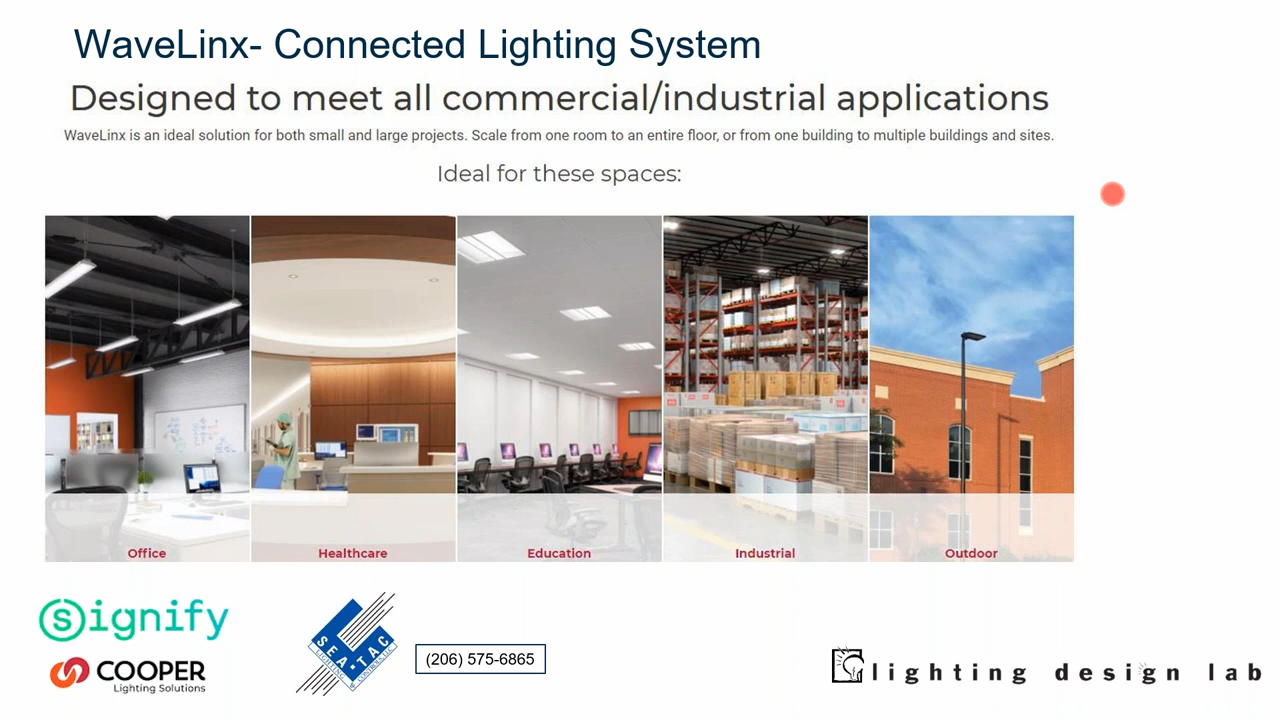 WaveLinx- Connected Lighting System
Designed to meet all commercial/industrial applications
WaveLinx is an ideal solution for both small and large projects. Scale from one room to an entire floor, or from one building to multiple buildings and sites.
Ideal for these spaces:
Office
Healthcare
Education
Industrial
Outdoor
Signify
COOPER
Lighting Solutions
SEA•TAC
LIGHTING
& CONTROLS, LLC
(206) 575-6865
lighting design lab